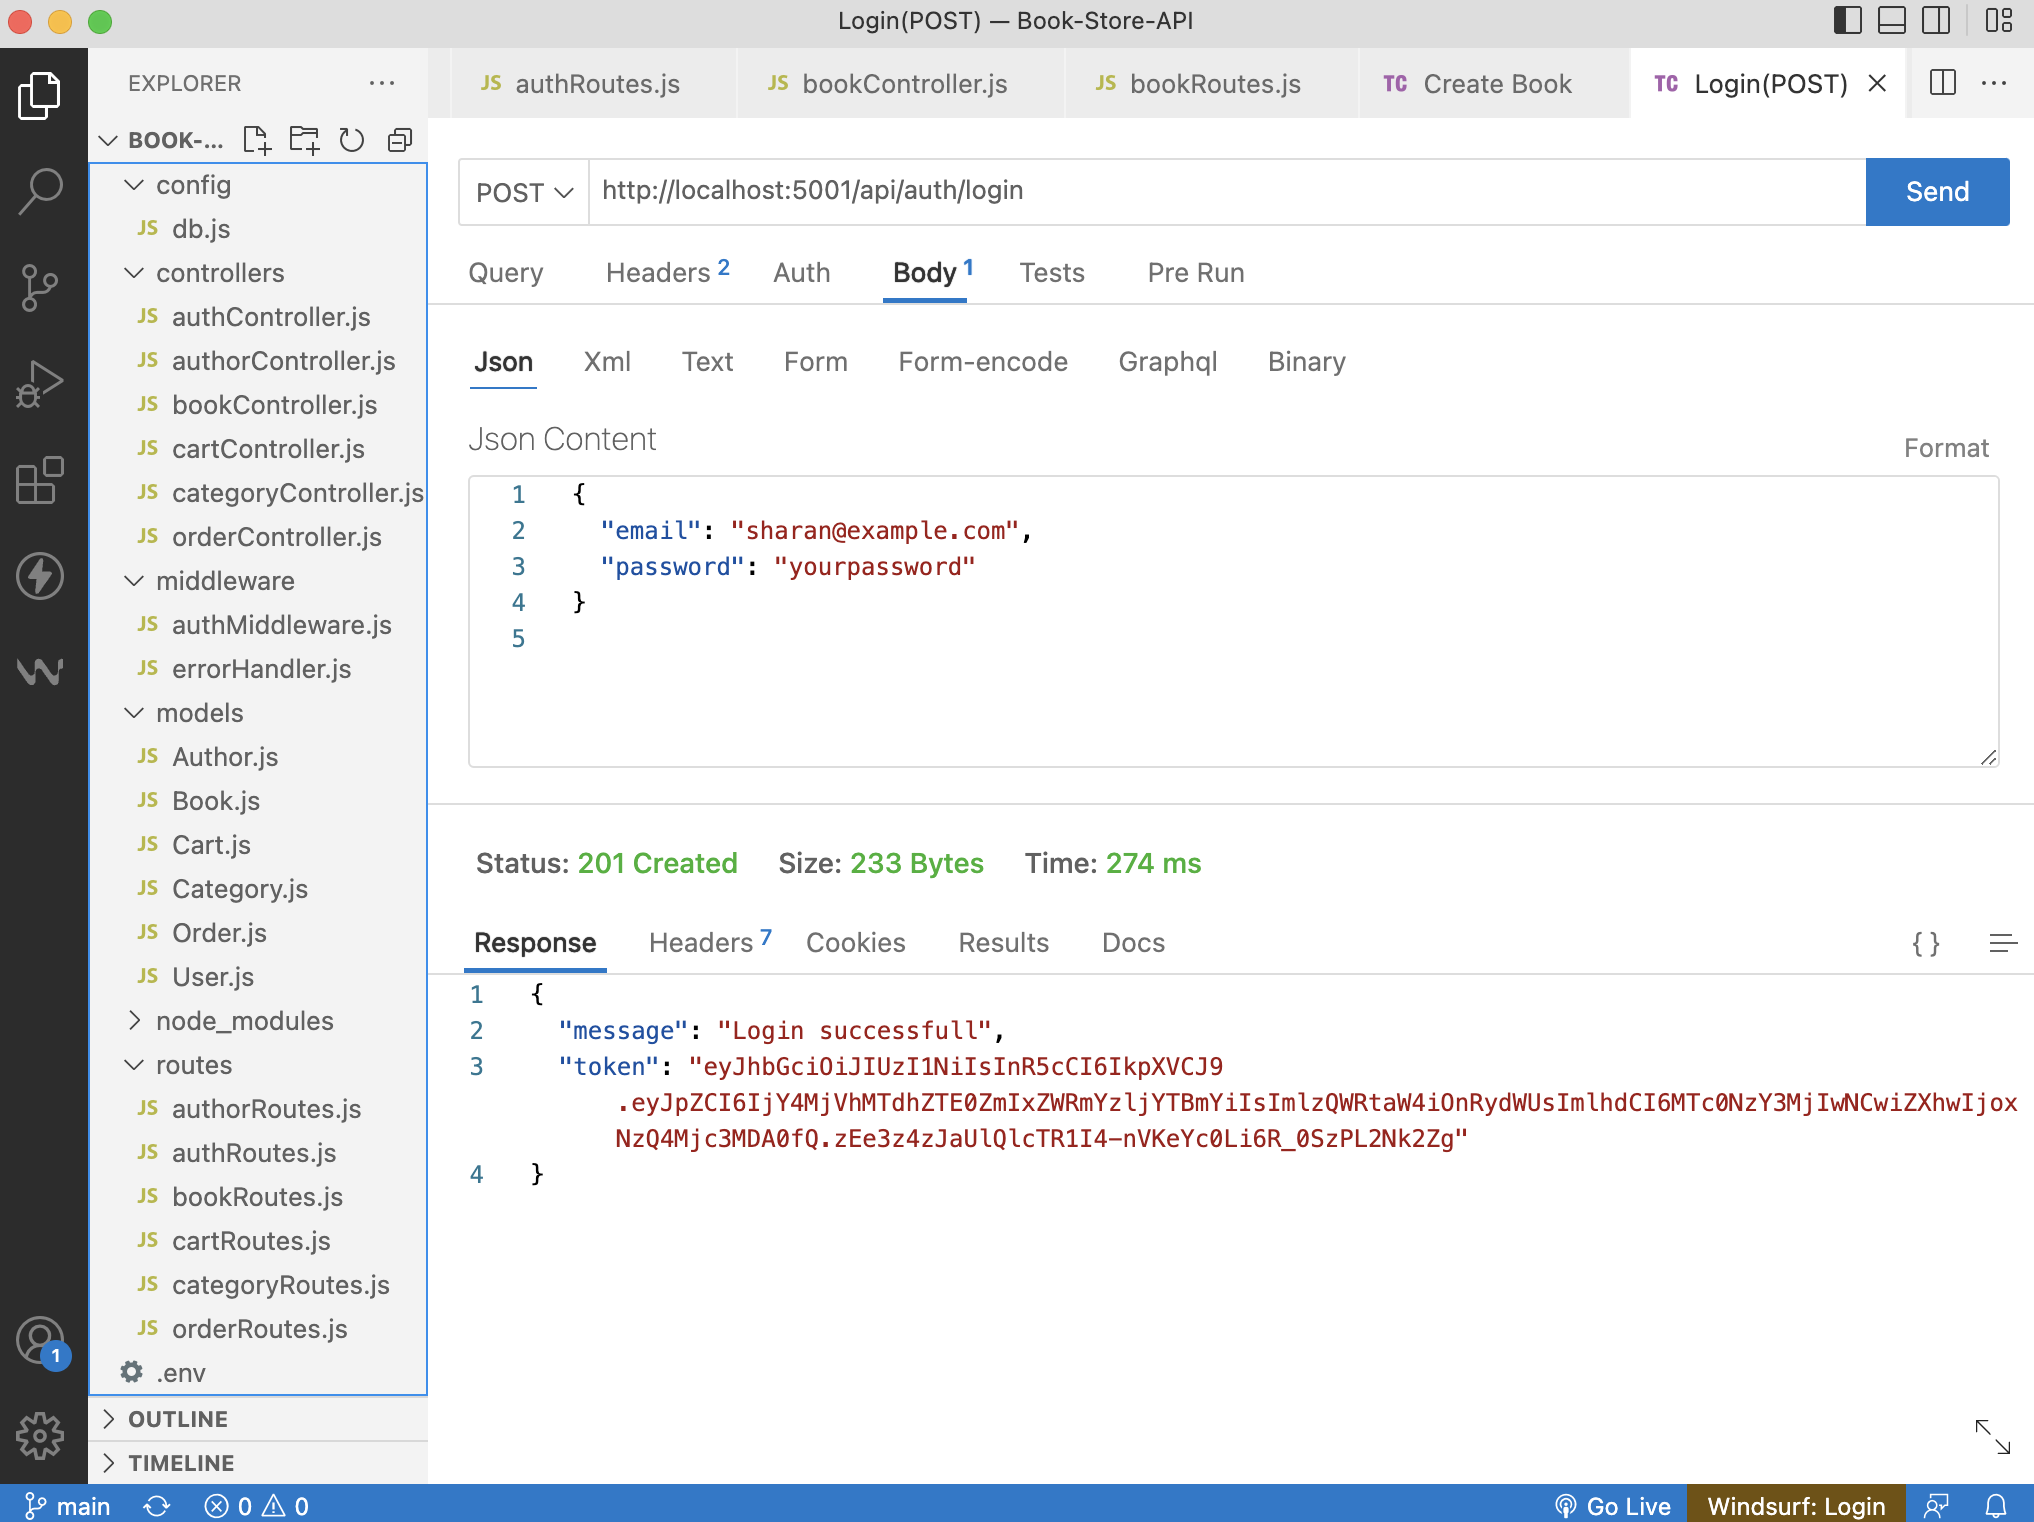 Login(POST) — Book-Store-API
EXPLORER
BOOK-...
config
JS db.js
controllers
JS authController.js
JS authorController.js
JS bookController.js
JS cartController.js
JS categoryController.js
JS orderController.js
middleware
JS authMiddleware.js
JS errorHandler.js
models
JS Author.js
JS Book.js
JS Cart.js
JS Category.js
JS Order.js
JS User.js
node_modules
routes
JS authorRoutes.js
JS authRoutes.js
JS bookRoutes.js
JS cartRoutes.js
JS categoryRoutes.js
JS orderRoutes.js
.env
OUTLINE
TIMELINE
1
JS authRoutes.js JS bookController.js JS bookRoutes.js TC Create Book TC Login(POST)
POST http://localhost:5001/api/auth/login Send
Query Headers 2 Auth Body 1 Tests Pre Run
Json Xml Text Form Form-encode Graphql Binary
Json Content
Format
1 {
2 "email": "sharan@example.com",
3 "password": "yourpassword"
4 }
5
Status: 201 Created Size: 233 Bytes Time: 274 ms
Response Headers 7 Cookies Results Docs {}
1 {
2 "message": "Login successfull",
3 "token": "eyJhbGciOiJIUzI1NiIsInR5cCI6IkpXVCJ9
.eyJpZCI6IjY4MjVhMTdhZTE0ZmIxZWRmYzljYTBmYiIsImlzQWRtaW4iOnRydWUsImlhdCI6MTc0NzY3MjIwNCwiZXhwIjox
NzQ4Mjc3MDA0fQ.zEe3z4zJaUlQlcTR1I4-nVKeYc0Li6R_0SzPL2Nk2Zg"
4 }
main 0 0 Go Live Windsurf: Login